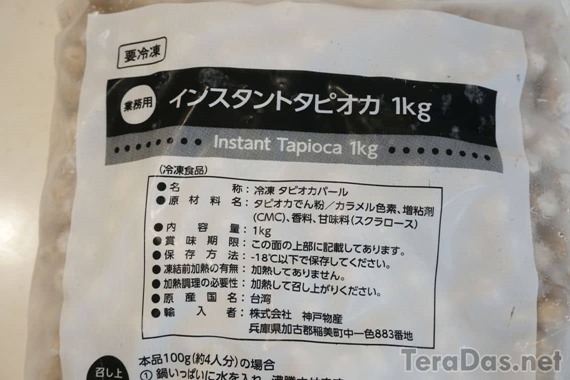 要冷凍
業務用 インスタントタピオカ 1kg
Instant Tapioca 1kg
(冷凍食品)
●名称:冷凍 タピオカパール
●原材料名:タピオカでん粉/カラメル色素、増粘剤
(CMC)、香料、甘味料(スクラロース)
●内容量:1kg
●賞味期限:この面の上部に記載してあります。
●保存方法:-18℃以下で保存してください。
●凍結前加熱の有無:加熱してありません。
●加熱調理の必要性:加熱して召し上がりください。
●原産国名:台湾
●輸入者:株式会社 神戸物産
兵庫県加古郡稲美町中一色883番地
召し上
本品100g(約4人分)の場合
①鍋いっぱいに水を入れ、沸騰
TeraDas.net